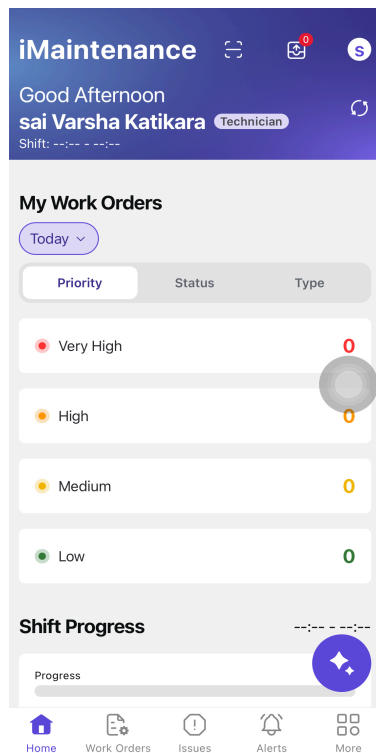 iMaintenance
0
S
Good Afternoon
sai Varsha Katikara Technician
Shift: --:-- - --:--
My Work Orders
Today
Priority Status Type
Very High 0
High 0
Medium 0
Low 0
Shift Progress --:-- - --:--
Progress
Home Work Orders Issues Alerts More